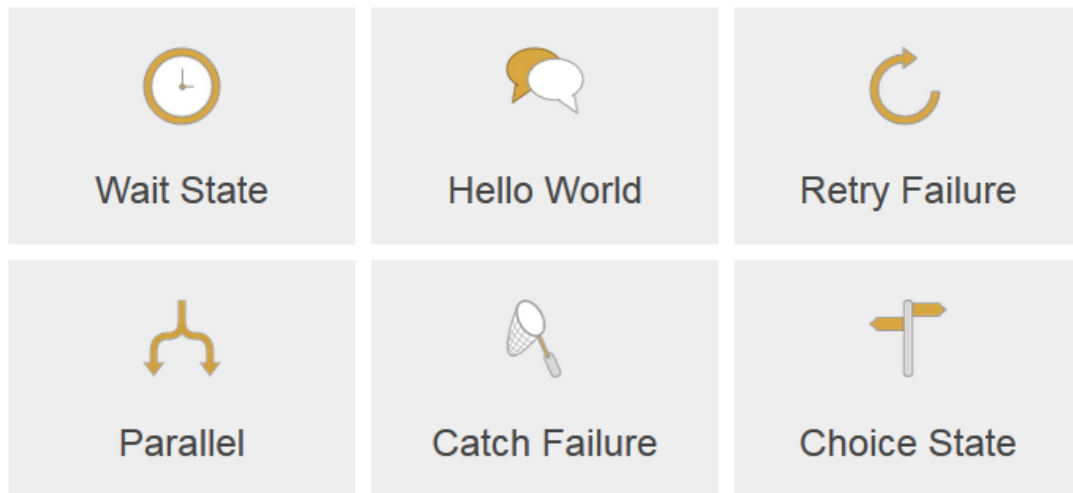 Wait State
Hello World
Retry Failure
Parallel
Catch Failure
Choice State